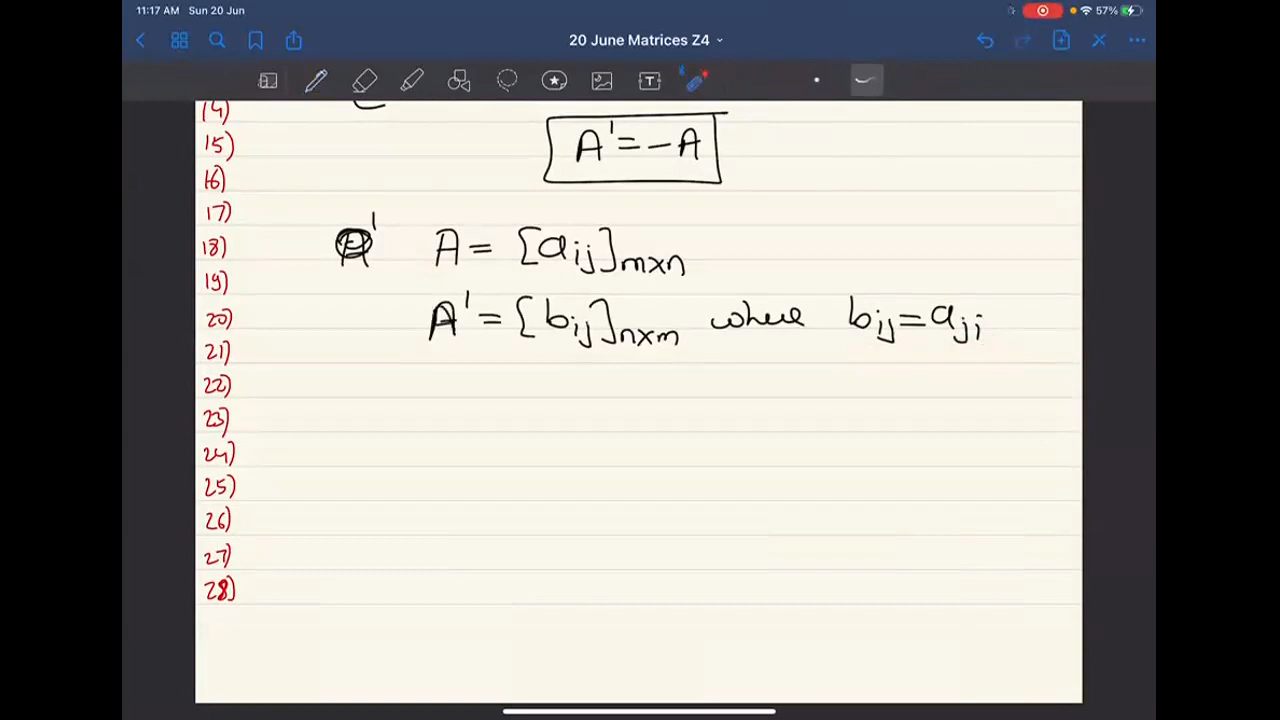 11:17 AM Sun 20 Jun
57%
20 June Matrices Z4
14)
15) A' = -A
16)
17)
18) A = [aij]m×n
19)
20) A' = [bij]n×m where bij = aji
21)
22)
23)
24)
25)
26)
27)
28)